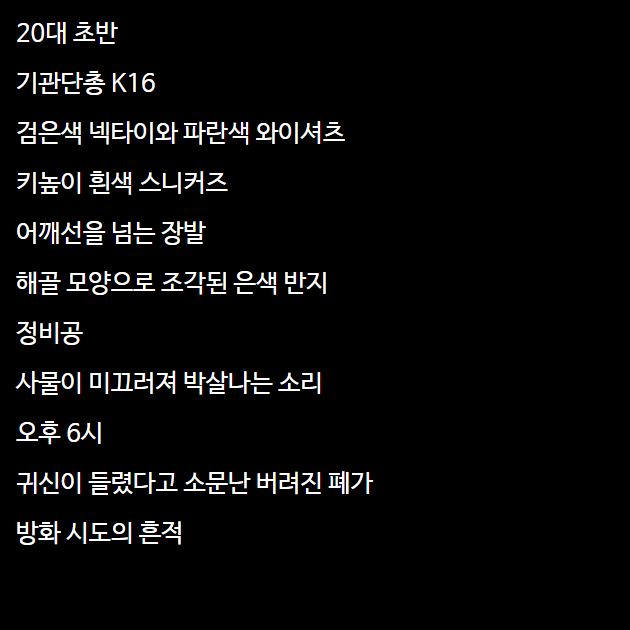 20대 초반
기관단총 K16
검은색 넥타이와 파란색 와이셔츠
키높이 흰색 스니커즈
어깨선을 넘는 장발
해골 모양으로 조각된 은색 반지
정비공
사물이 미끄러져 박살나는 소리
오후 6시
귀신이 들렸다고 소문난 버려진 폐가
방화 시도의 흔적